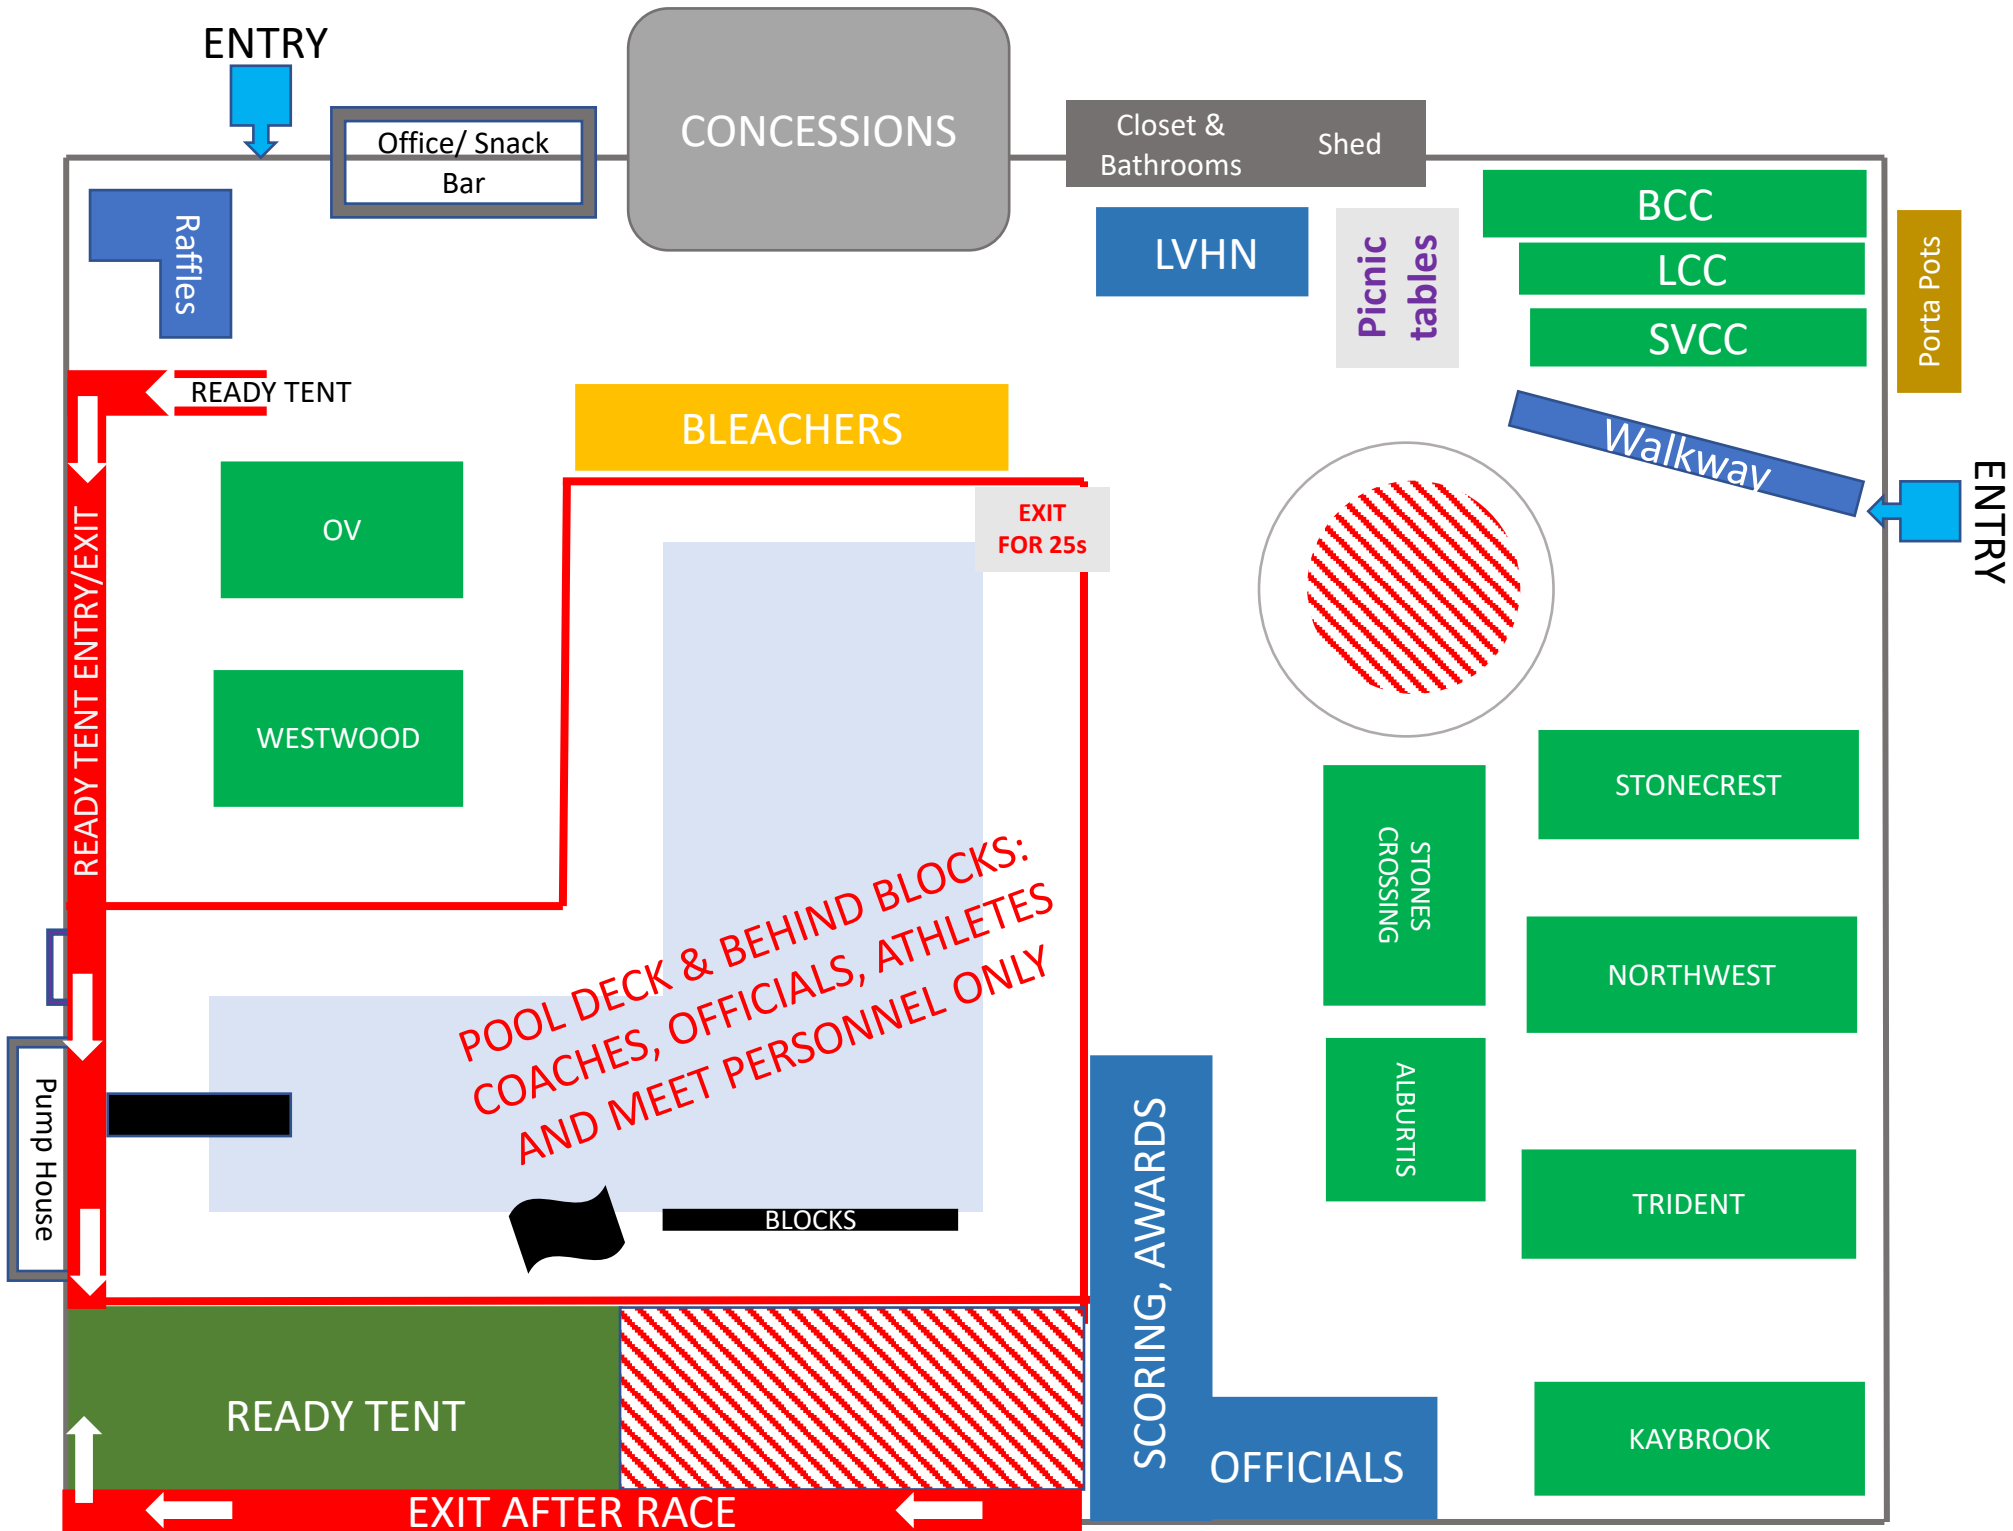 ENTRY
Office/ Snack
Bar
CONCESSIONS
Closet &
Bathrooms
Shed
Raffles
LVHN
Picnic
tables
BCC
LCC
SVCC
Porta Pots
READY TENT
BLEACHERS
Walkway
ENTRY
EXIT
FOR 25s
OV
READY TENT ENTRY/EXIT
WESTWOOD
STONECREST
STONES
CROSSING
POOL DECK & BEHIND BLOCKS:
COACHES, OFFICIALS, ATHLETES
AND MEET PERSONNEL ONLY
NORTHWEST
Pump House
ALBURTIS
TRIDENT
BLOCKS
SCORING, AWARDS
READY TENT
OFFICIALS
KAYBROOK
EXIT AFTER RACE